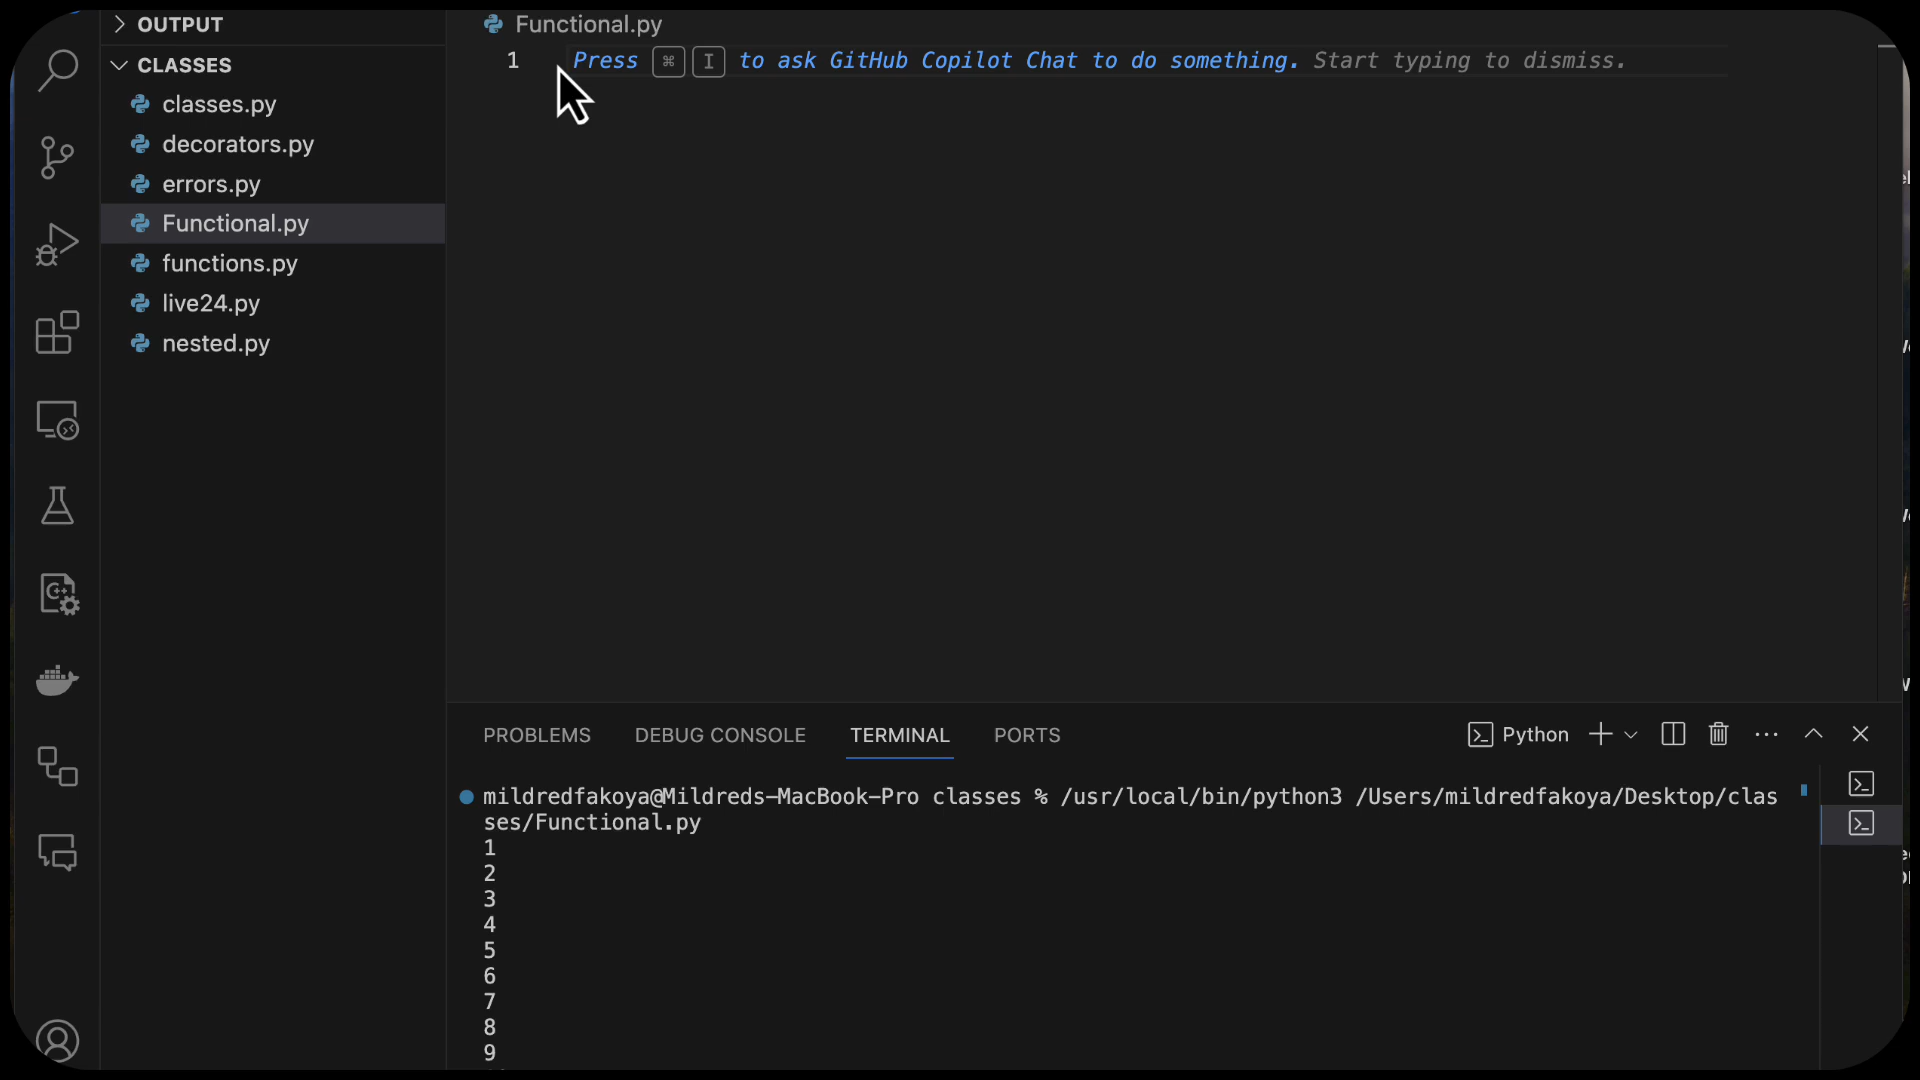 OUTPUT
CLASSES
classes.py
decorators.py
errors.py
Functional.py
functions.py
live24.py
nested.py
Functional.py
1 Press ⌘ I to ask GitHub Copilot Chat to do something. Start typing to dismiss.
PROBLEMS DEBUG CONSOLE TERMINAL PORTS
Python
mildredfakoya@Mildreds-MacBook-Pro classes % /usr/local/bin/python3 /Users/mildredfakoya/Desktop/clas
ses/Functional.py
1
2
3
4
5
6
7
8
9